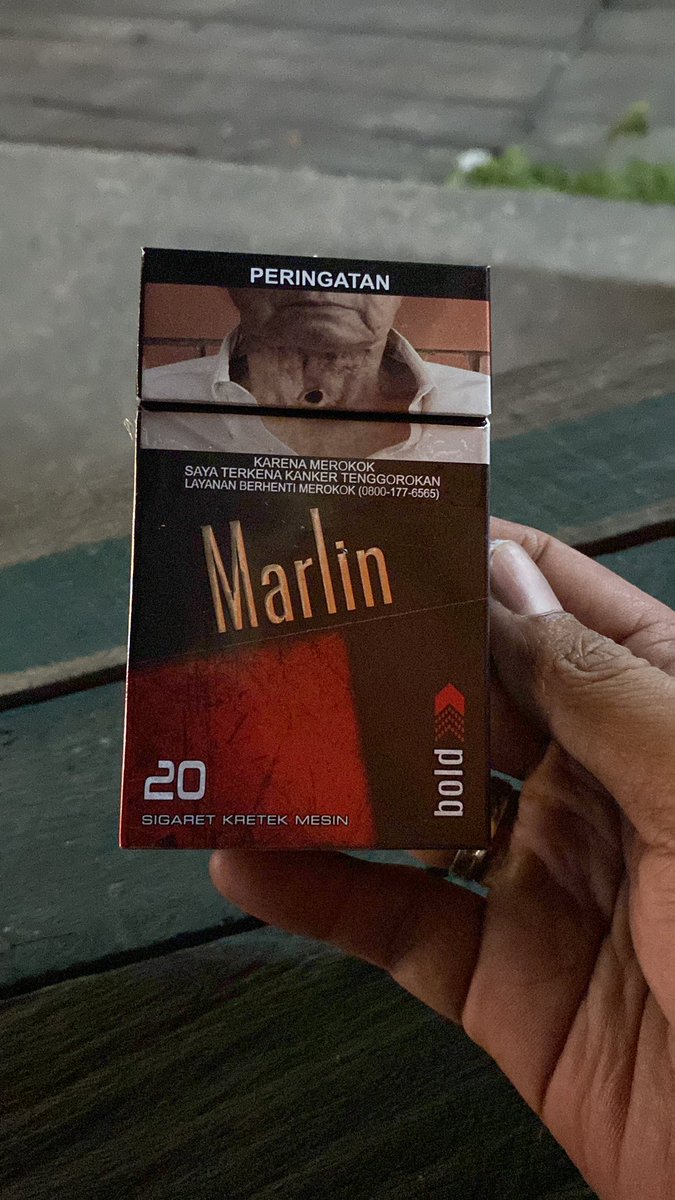 PERINGATAN
KARENA MEROKOK
SAYA TERKENA KANKER TENGGOROKAN
LAYANAN BERHENTI MEROKOK (0800-177-6565)
Marlin
bold
20
SIGARET KRETEK MESIN